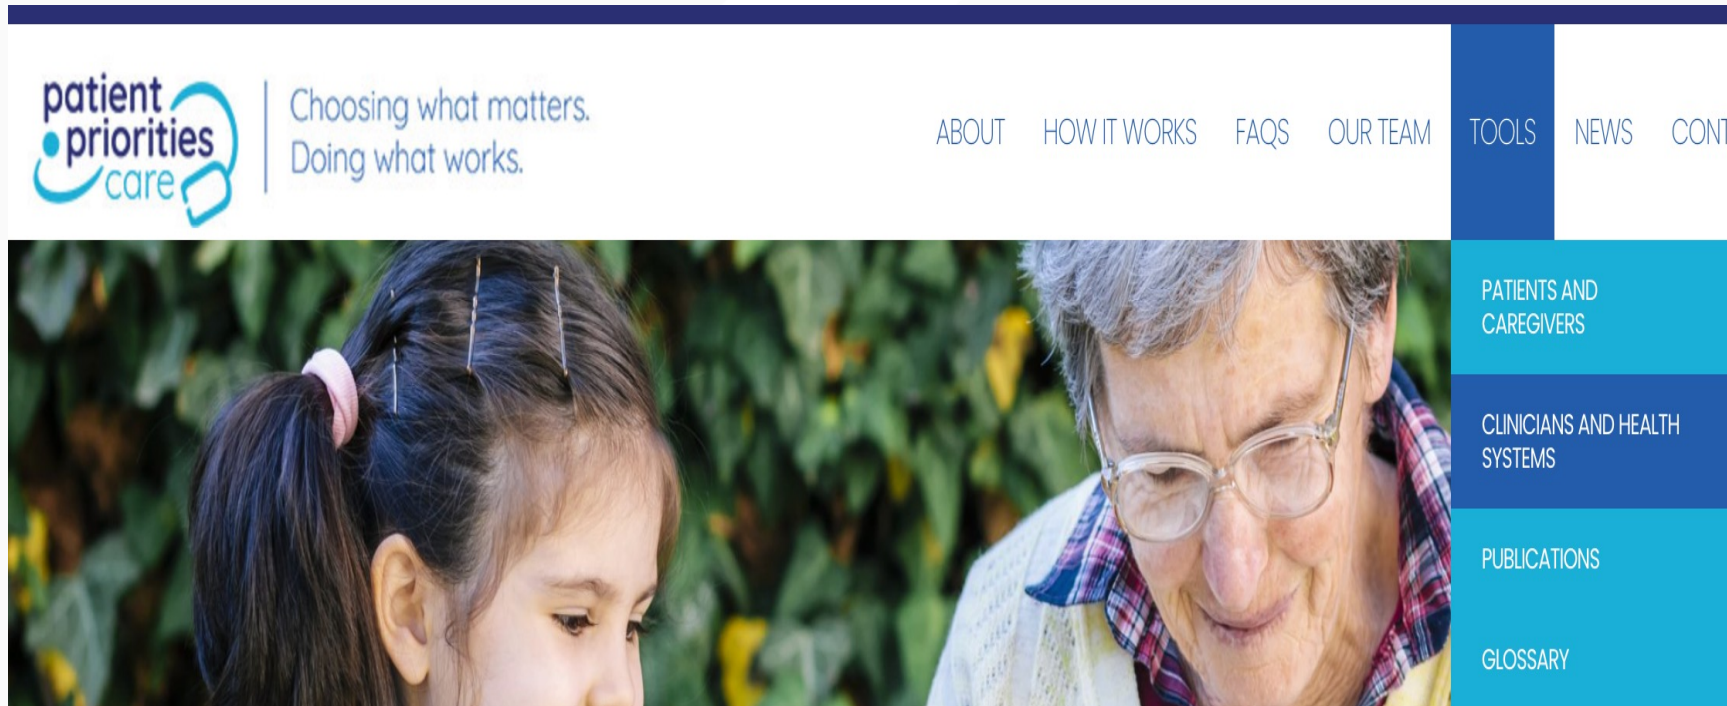 patient
priorities
care
Choosing what matters.
Doing what works.
ABOUT HOW IT WORKS FAQS OUR TEAM TOOLS NEWS CONT
PATIENTS AND
CAREGIVERS
CLINICIANS AND HEALTH
SYSTEMS
PUBLICATIONS
GLOSSARY